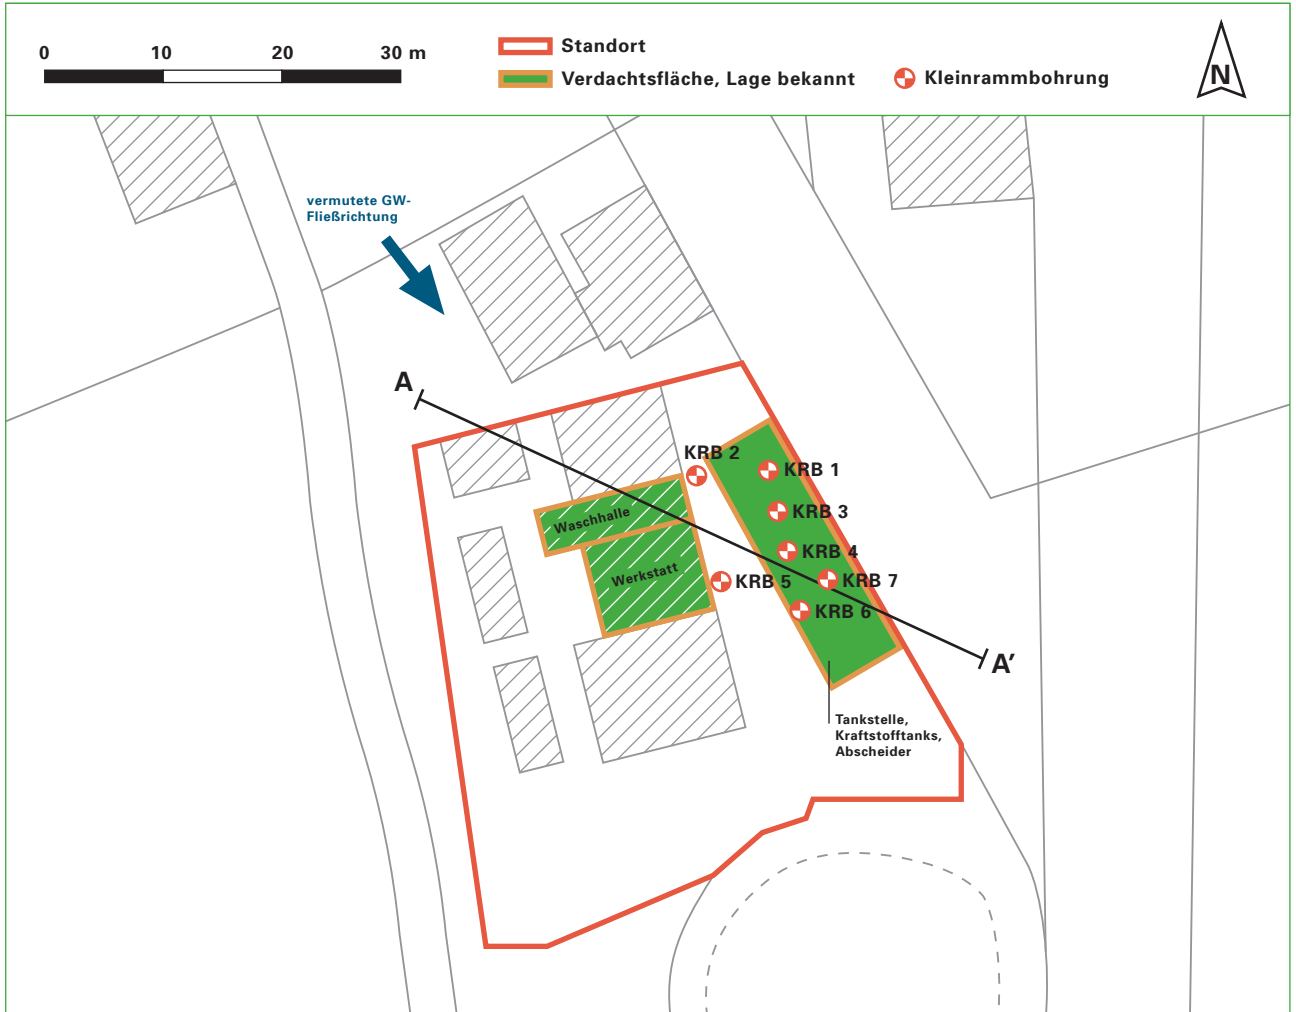 0 10 20 30 m
Standort
Verdachtsfläche, Lage bekannt
Kleinrammbohrung
N
vermutete GW-
Fließrichtung
A
KRB 2
KRB 1
KRB 3
Waschhalle
KRB 4
Werkstatt
KRB 5
KRB 7
KRB 6
A’
Tankstelle,
Kraftstofftanks,
Abscheider